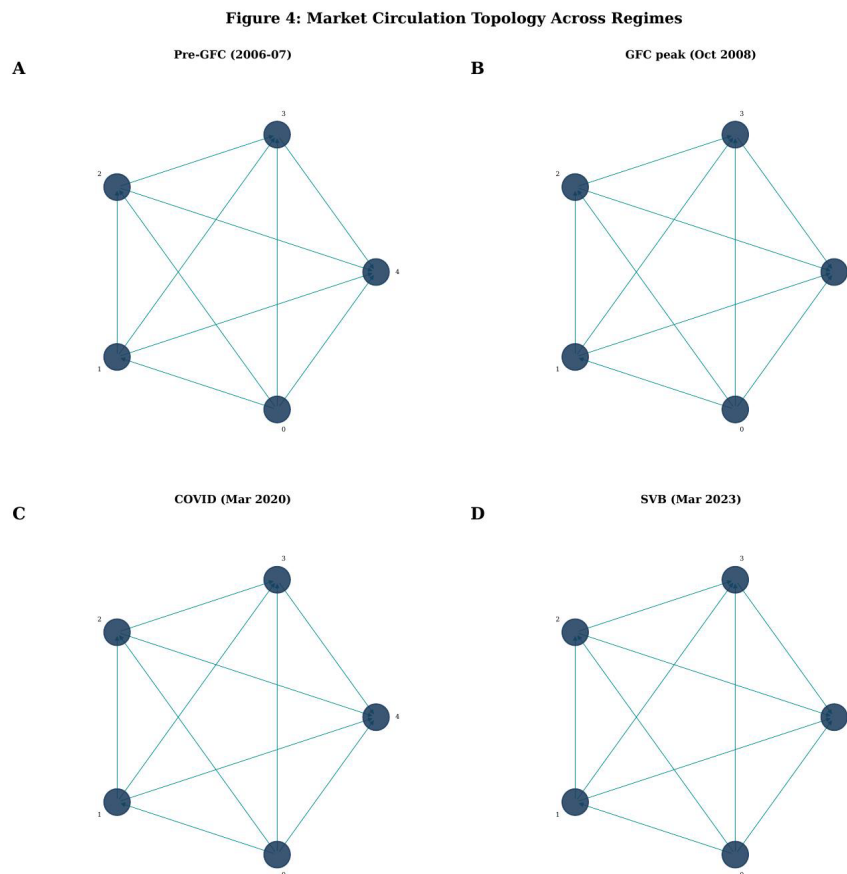 Figure 4: Market Circulation Topology Across Regimes
A
Pre-GFC (2006-07)
3
2
4
1
0
B
GFC peak (Oct 2008)
3
2
1
0
C
COVID (Mar 2020)
3
2
4
1
D
SVB (Mar 2023)
3
2
1